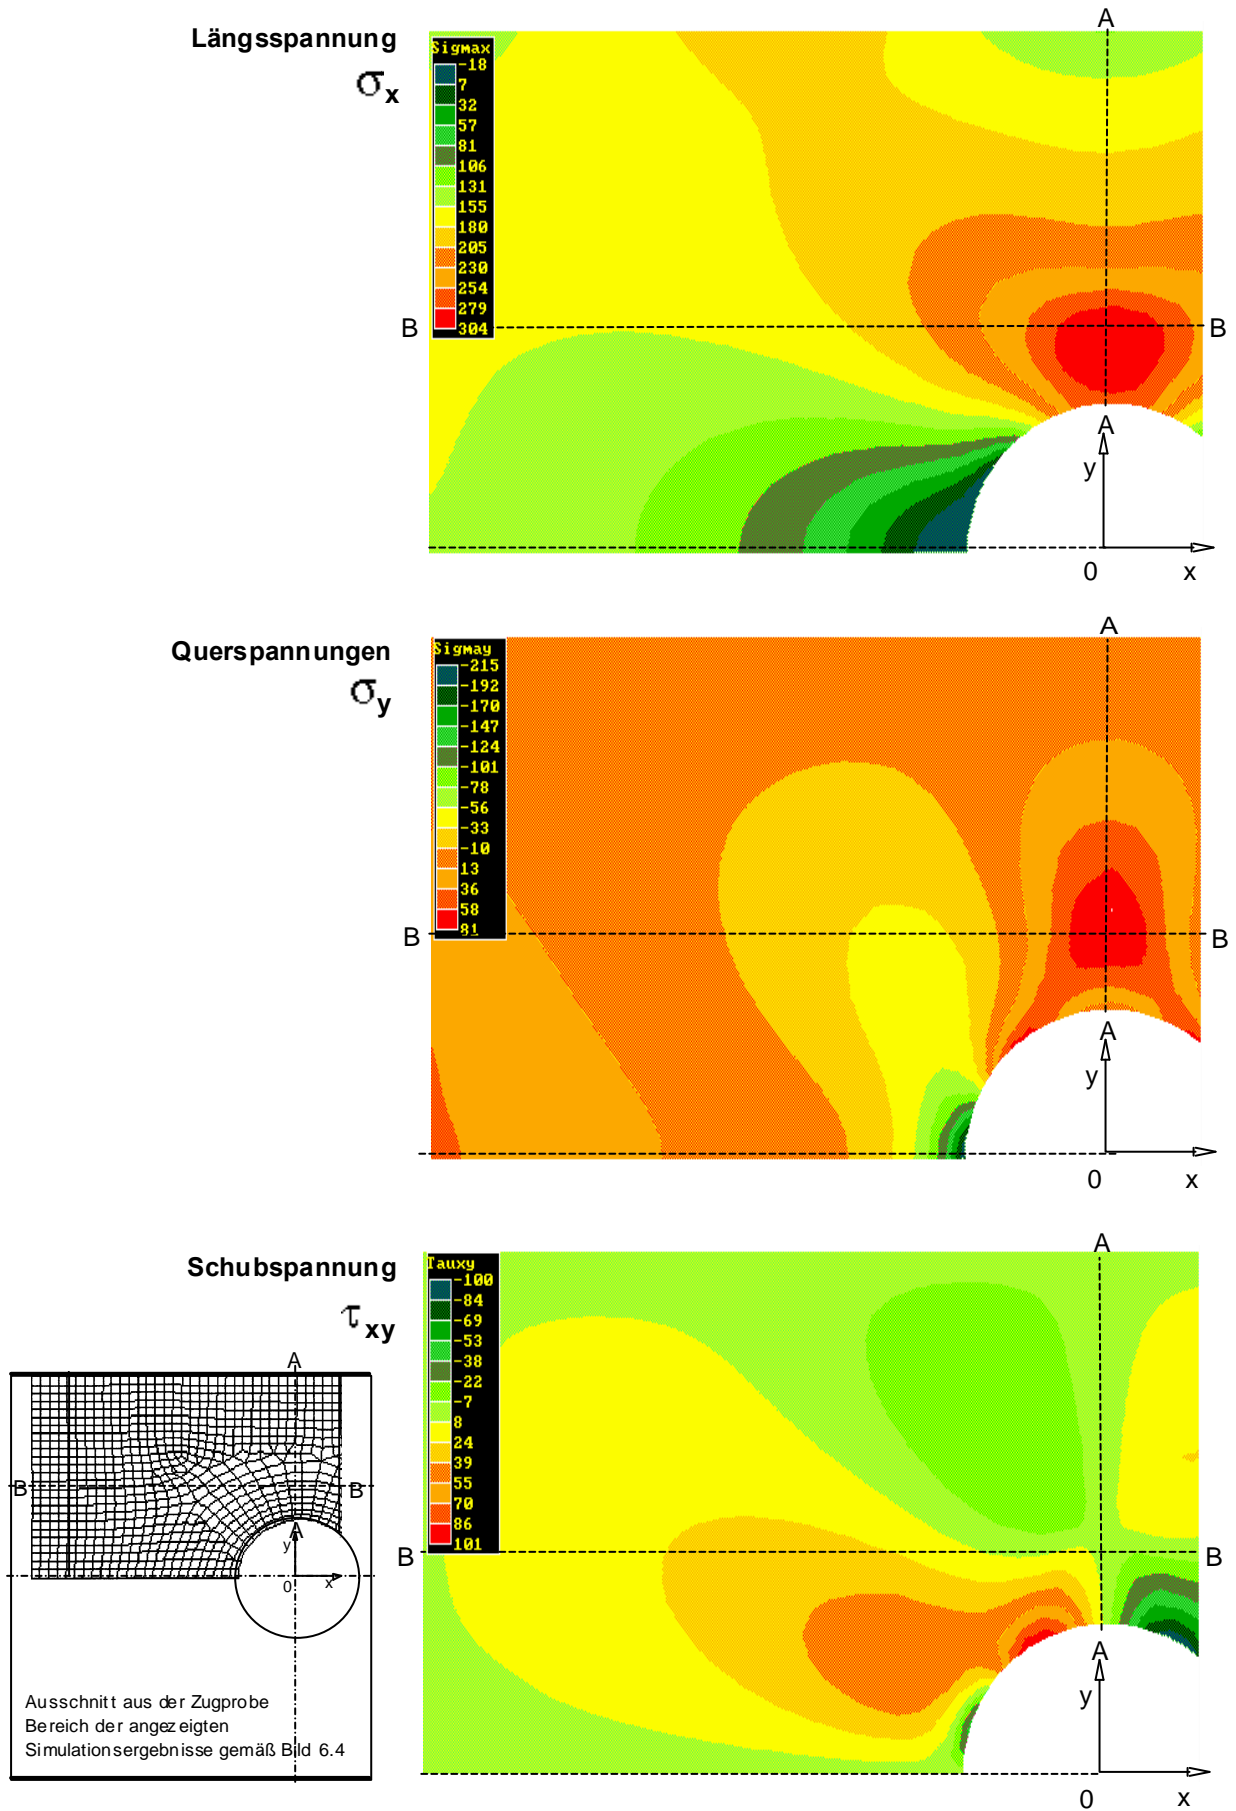 A
Längsspannung
σx
Sigmax
-18
7
32
57
81
106
131
155
180
205
230
254
279
304
B
B
A
y
0
x
A
Querspannungen
σy
Sigmay
-215
-192
-170
-147
-124
-101
-78
-56
-33
-10
13
36
58
81
B
B
A
y
0
x
A
Schubspannung
τxy
Tauxy
-100
-84
-69
-53
-38
-22
-7
8
24
39
55
70
86
101
B
B
A
y
0
x
A
B
B
A
y
0
x
Ausschnitt aus der Zugprobe
Bereich der angezeigten
Simulationsergebnisse gemäß Bild 6.4